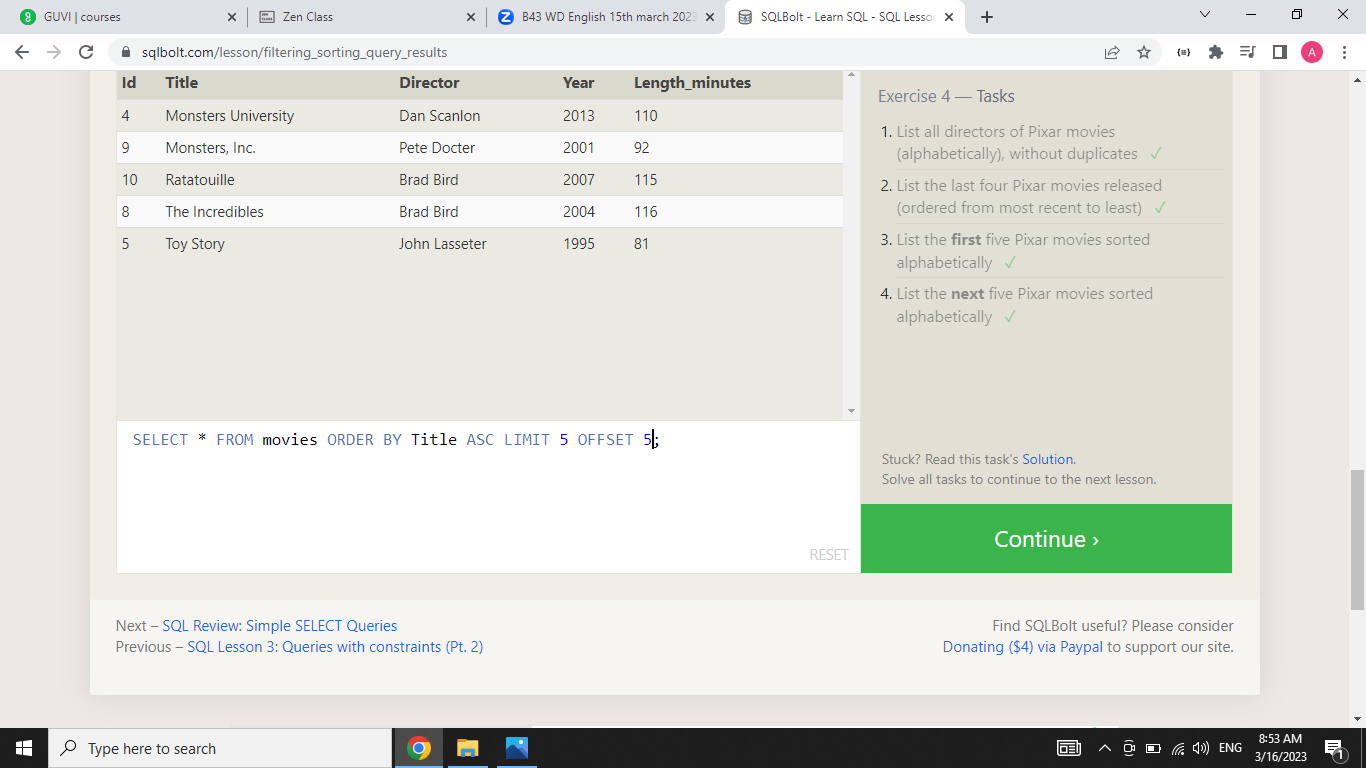 GUVI | courses
Zen Class
B43 WD English 15th march 2023
SQLBolt - Learn SQL - SQL Lesso
sqlbolt.com/lesson/filtering_sorting_query_results
A
Id Title Director Year Length_minutes
4 Monsters University Dan Scanlon 2013 110
9 Monsters, Inc. Pete Docter 2001 92
10 Ratatouille Brad Bird 2007 115
8 The Incredibles Brad Bird 2004 116
5 Toy Story John Lasseter 1995 81
SELECT * FROM movies ORDER BY Title ASC LIMIT 5 OFFSET 5;
RESET
Exercise 4 — Tasks
1. List all directors of Pixar movies
(alphabetically), without duplicates ✓
2. List the last four Pixar movies released
(ordered from most recent to least) ✓
3. List the first five Pixar movies sorted
alphabetically ✓
4. List the next five Pixar movies sorted
alphabetically ✓
Stuck? Read this task's Solution.
Solve all tasks to continue to the next lesson.
Continue ›
Next – SQL Review: Simple SELECT Queries
Previous – SQL Lesson 3: Queries with constraints (Pt. 2)
Find SQLBolt useful? Please consider
Donating ($4) via Paypal to support our site.
Type here to search
ENG
8:53 AM
3/16/2023
1